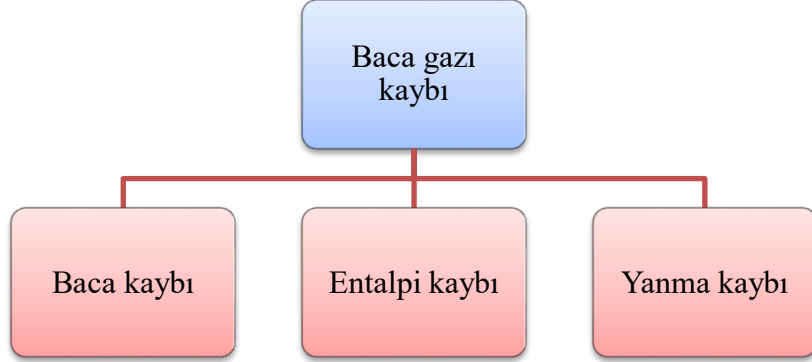 Baca gazı
kaybı
Baca kaybı
Entalpi kaybı
Yanma kaybı